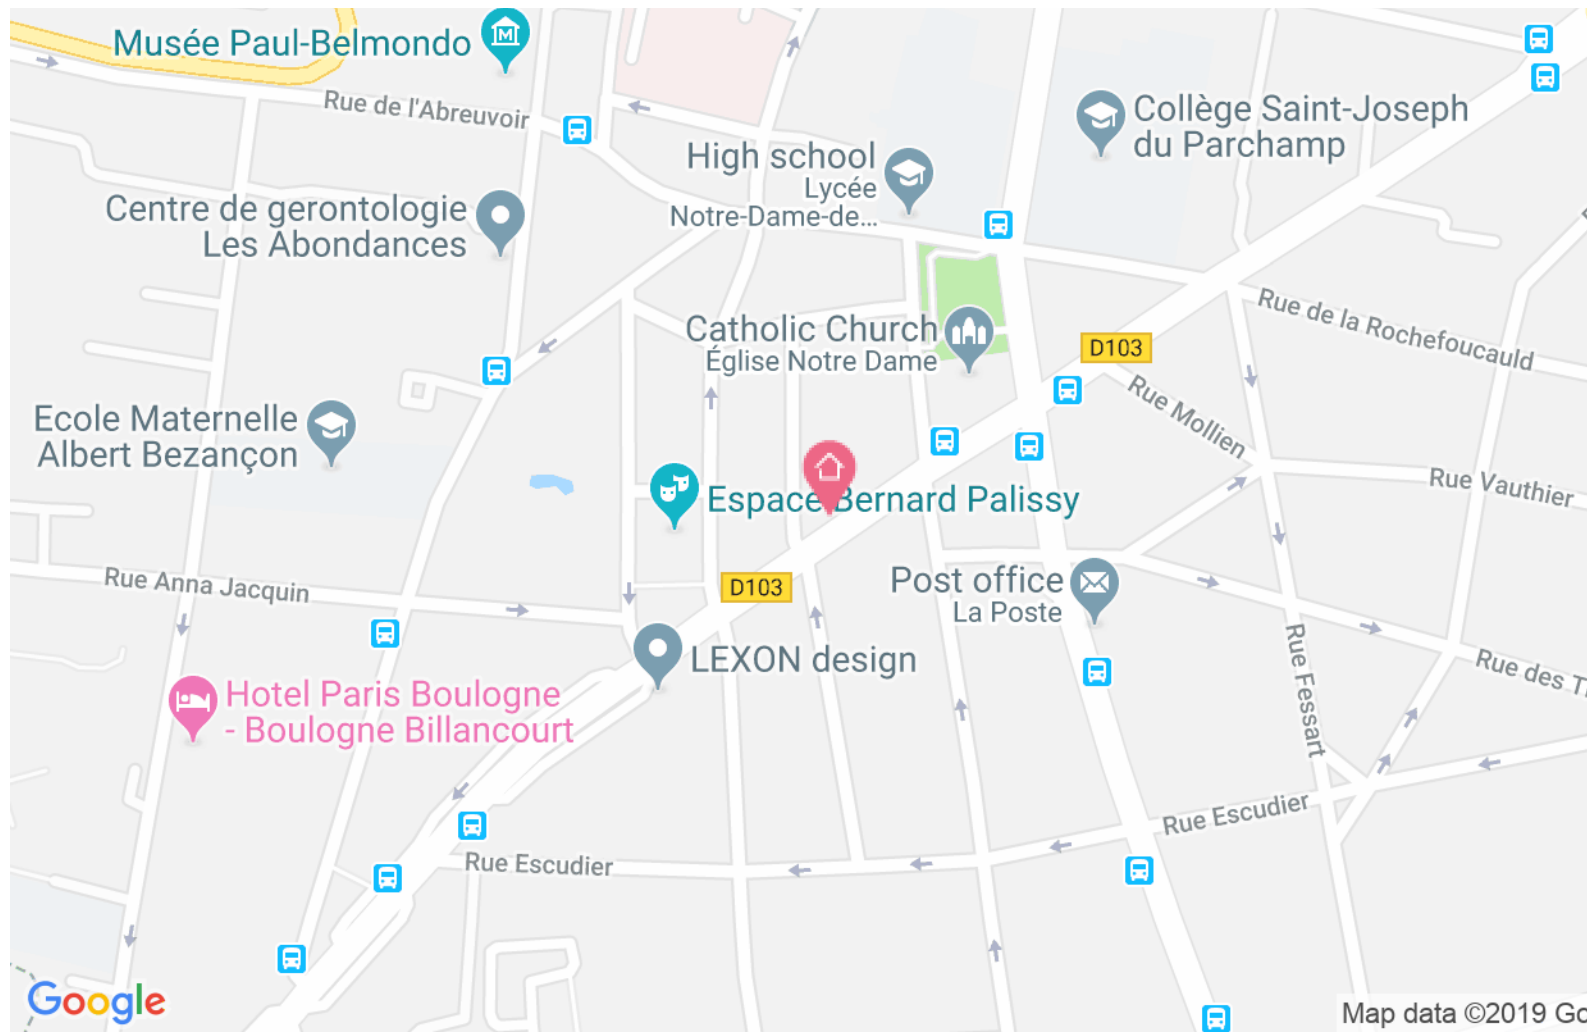 Musée Paul-Belmondo
Rue de l'Abreuvoir
Collège Saint-Joseph
du Parchamp
High school
Lycée
Notre-Dame-de...
Centre de gerontologie
Les Abondances
Rue de la Rochefoucauld
Catholic Church
Église Notre Dame
D103
Rue Mollien
Ecole Maternelle
Albert Bezançon
Rue Vauthier
Espace Bernard Palissy
Rue Anna Jacquin
D103
Post office
La Poste
LEXON design
Rue Fessart
Rue des
Hotel Paris Boulogne
- Boulogne Billancourt
Rue Escudier
Rue Escudier
Google
Map data ©2019